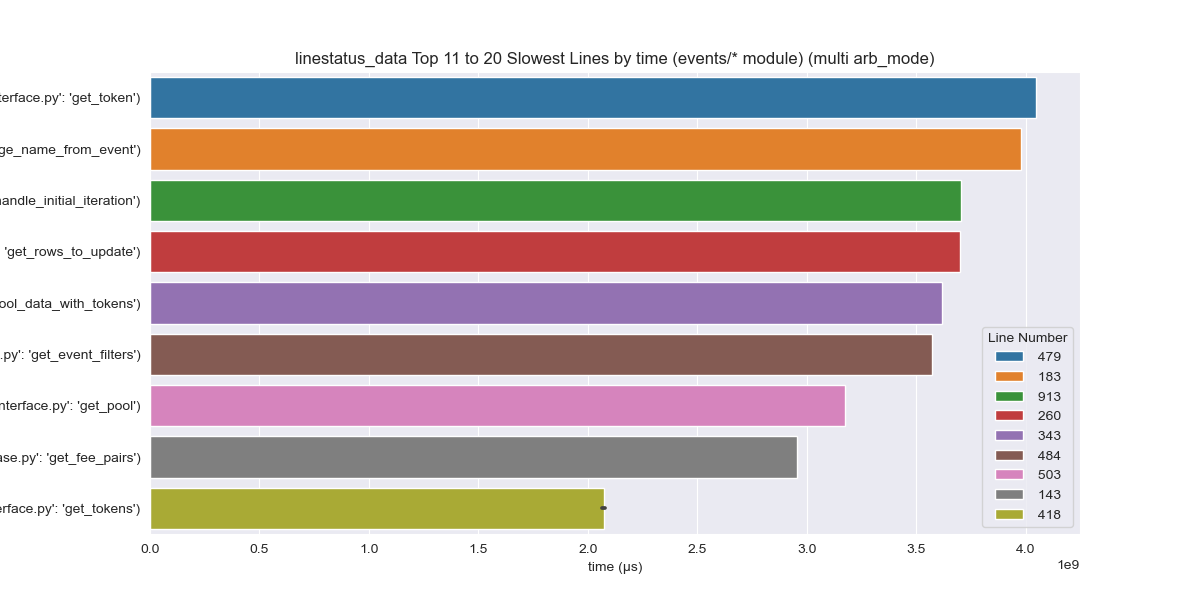 linestatus_data Top 11 to 20 Slowest Lines by time (events/* module) (multi arb_mode)
terface.py': 'get_token')
ge_name_from_event')
handle_initial_iteration')
'get_rows_to_update')
ool_data_with_tokens')
.py': 'get_event_filters')
nterface.py': 'get_pool')
ase.py': 'get_fee_pairs')
erface.py': 'get_tokens')
Line Number
479
183
913
260
343
484
503
143
418
0.0 0.5 1.0 1.5 2.0 2.5 3.0 3.5 4.0
1e9
time (µs)